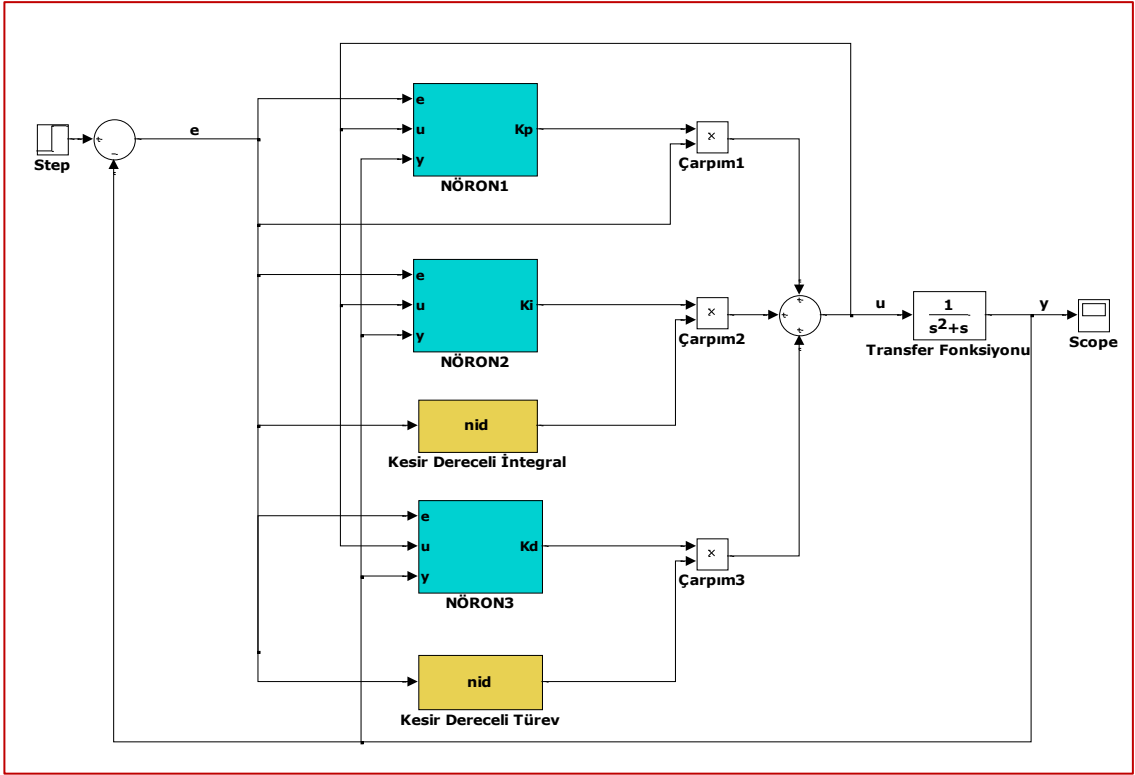 Step
e
e
u
y
Kp
NÖRON1
×
Çarpım1
e
u
y
Ki
NÖRON2
×
Çarpım2
nid
Kesir Dereceli İntegral
e
u
y
Kd
NÖRON3
×
Çarpım3
nid
Kesir Dereceli Türev
u
1
s2+s
Transfer Fonksiyonu
y
Scope